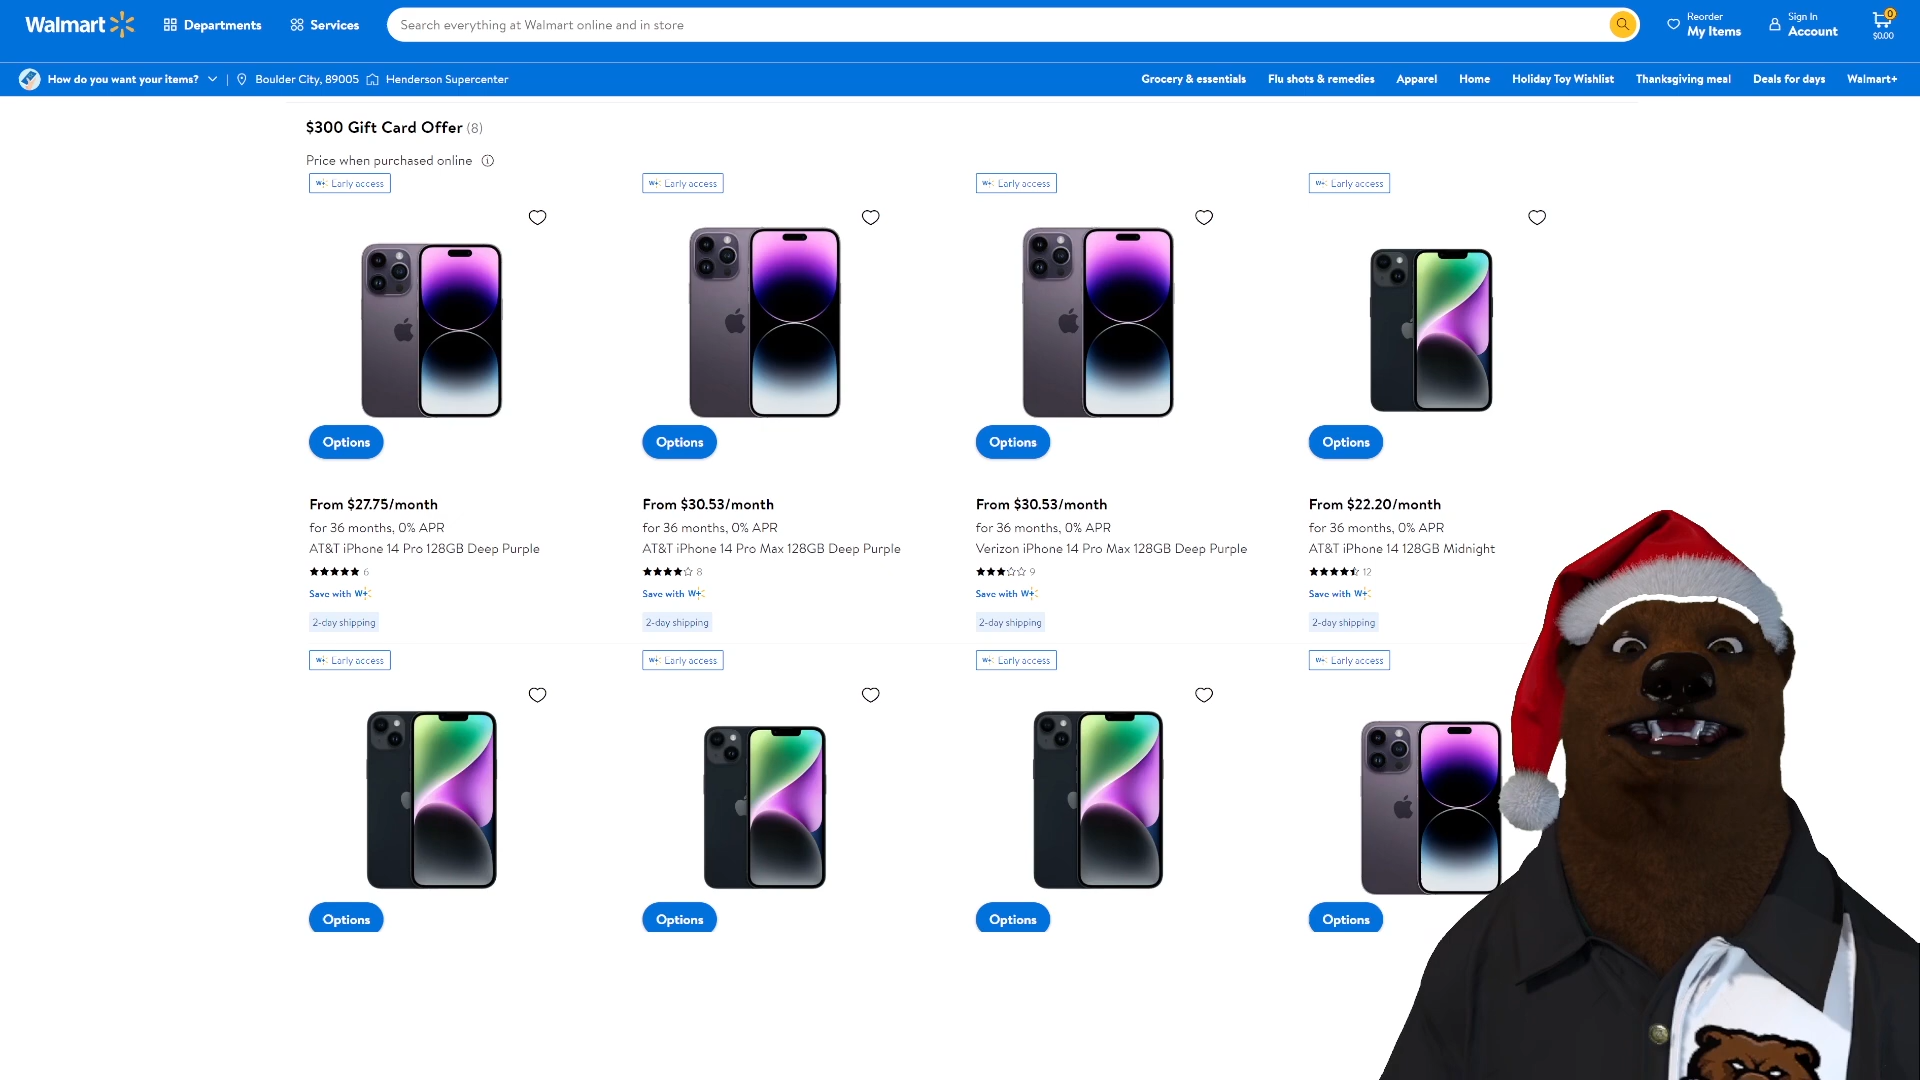 Walmart
Departments
Services
Search everything at Walmart online and in store
Reorder
My Items
Sign In
Account
0
$0.00
How do you want your items?
Boulder City, 89005
Henderson Supercenter
Grocery & essentials
Flu shots & remedies
Apparel
Home
Holiday Toy Wishlist
Thanksgiving meal
Deals for days
Walmart+
$300 Gift Card Offer (8)
Price when purchased online
W+ Early access
W+ Early access
W+ Early access
W+ Early access
Options
Options
Options
Options
From $27.75/month
for 36 months, 0% APR
AT&T iPhone 14 Pro 128GB Deep Purple
6
Save with W+
2-day shipping
From $30.53/month
for 36 months, 0% APR
AT&T iPhone 14 Pro Max 128GB Deep Purple
8
Save with W+
2-day shipping
From $30.53/month
for 36 months, 0% APR
Verizon iPhone 14 Pro Max 128GB Deep Purple
9
Save with W+
2-day shipping
From $22.20/month
for 36 months, 0% APR
AT&T iPhone 14 128GB Midnight
12
Save with W+
2-day shipping
W+ Early access
W+ Early access
W+ Early access
W+ Early access
Options
Options
Options
Options